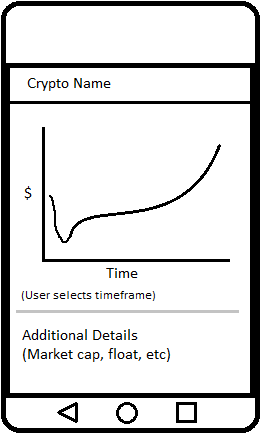 Crypto Name
$
Time
(User selects timeframe)
Additional Details
(Market cap, float, etc)